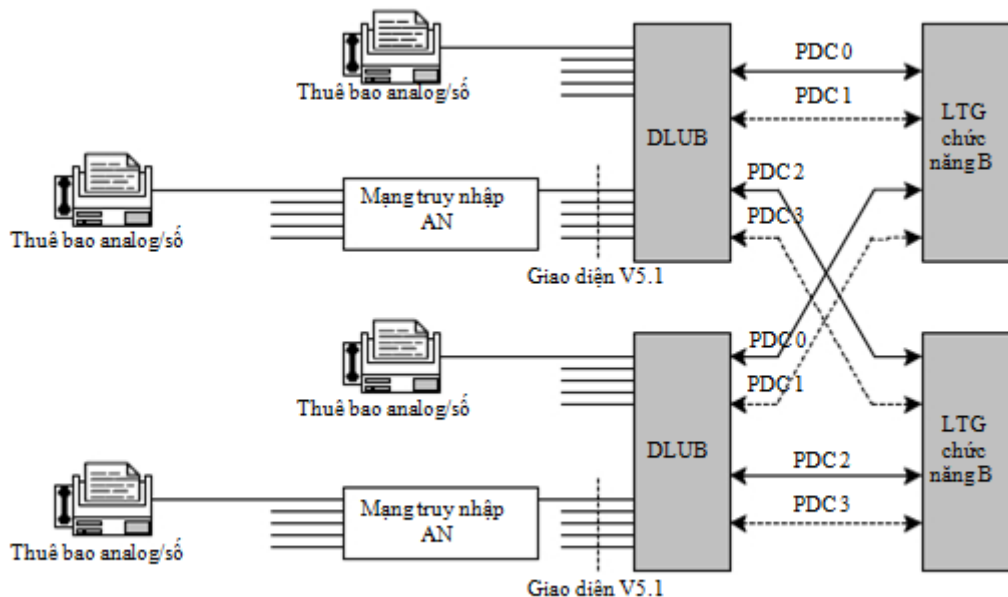 Thuê bao analog/số
PDC 0
PDC 1
LTG
chức
năng B
DLUB
PDC 2
PDC 3
Mạng truy nhập
AN
Thuê bao analog/số
Giao diện V5.1
Thuê bao analog/số
PDC 0
PDC 1
LTG
chức
năng B
DLUB
PDC 2
PDC 3
Mạng truy nhập
AN
Thuê bao analog/số
Giao diện V5.1